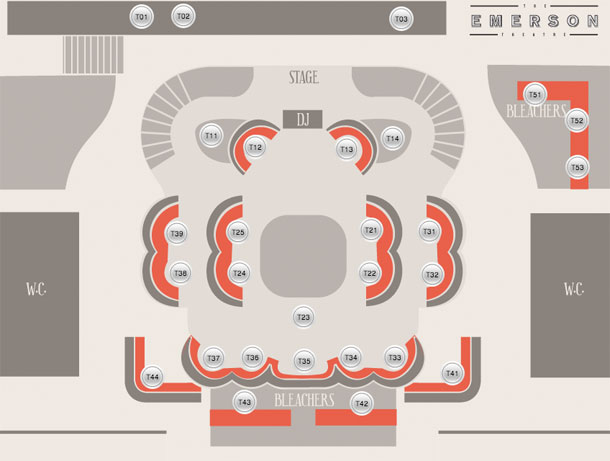 T01 T02 T03
THE
EMERSON
THEATRE
STAGE
DJ
T11 T12 T13 T14
T51
BLEACHERS
T52
T53
T39 T25 T21 T31
T38 T24 T22 T32
W.C.
W.C.
T23
T37 T36 T35 T34 T33
T44 T41
T43 BLEACHERS T42